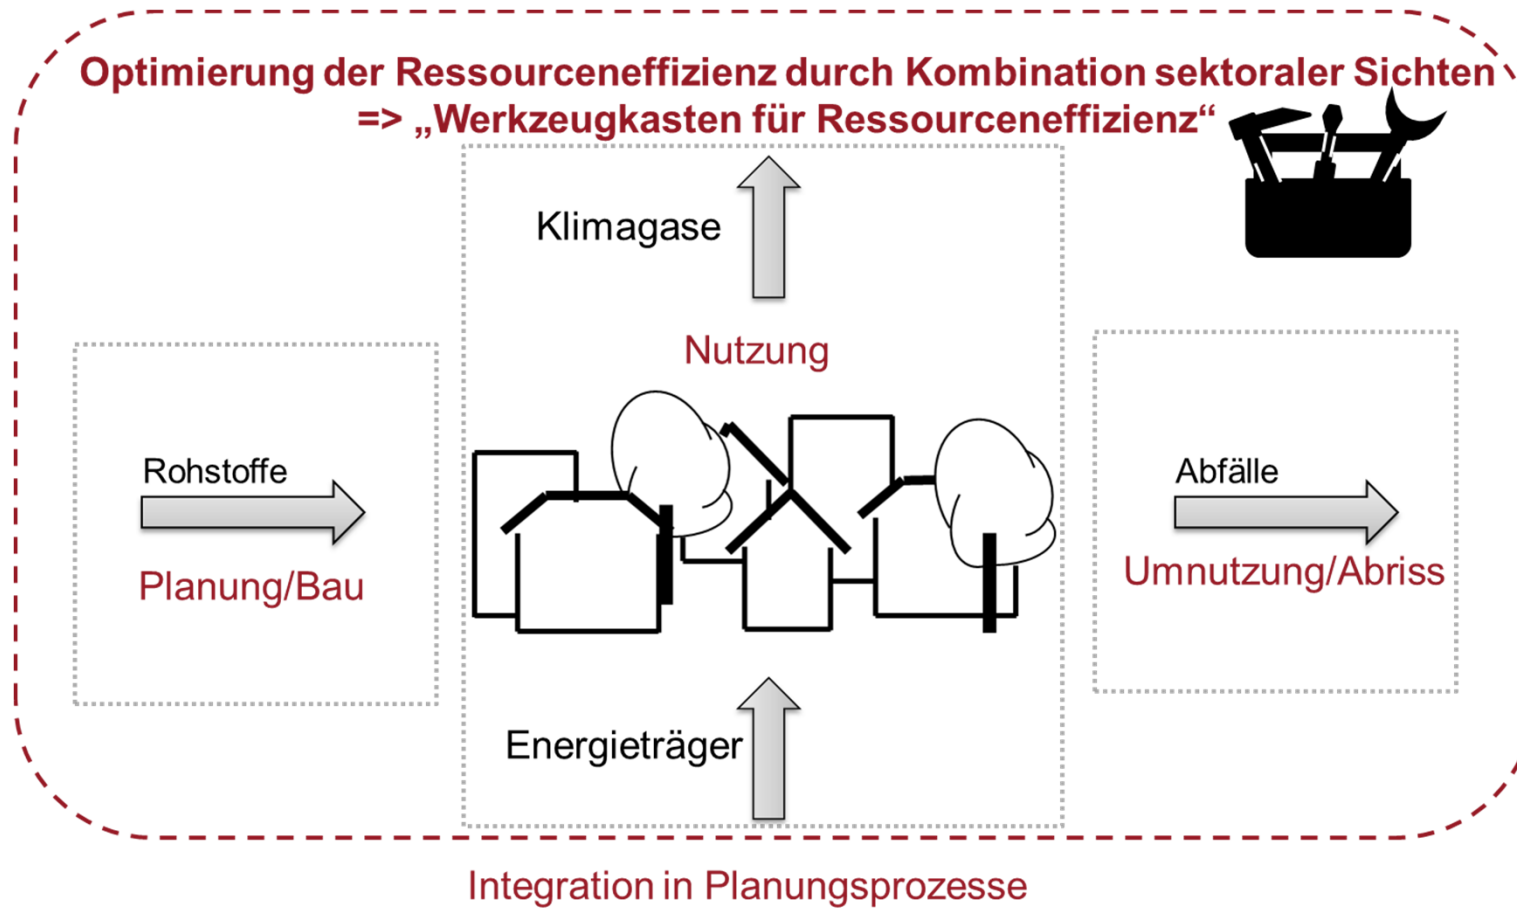 Optimierung der Ressourceneffizienz durch Kombination sektoraler Sichten
=> „Werkzeugkasten für Ressourceneffizienz“
Klimagase
Nutzung
Rohstoffe
Planung/Bau
Abfälle
Umnutzung/Abriss
Energieträger
Integration in Planungsprozesse